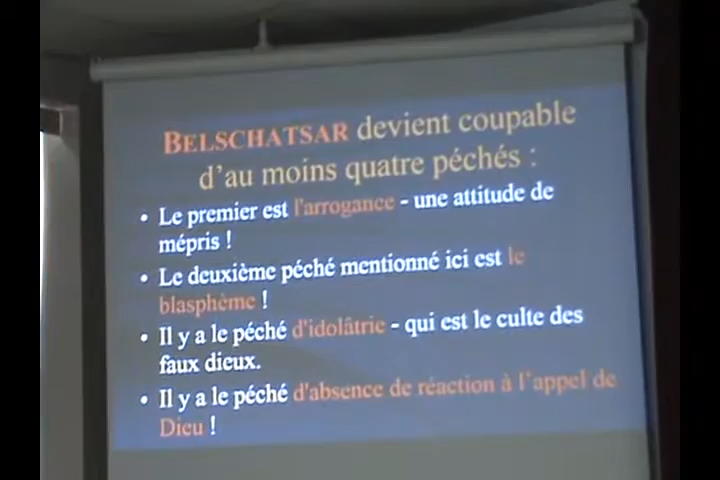 BELSCHATSAR devient coupable
d'au moins quatre péchés :
• Le premier est l'arrogance - une attitude de
mépris !
• Le deuxième péché mentionné ici est le
blasphème !
• Il y a le péché d'idolâtrie - qui est le culte des
faux dieux.
• Il y a le péché d'absence de réaction à l'appel de
Dieu !